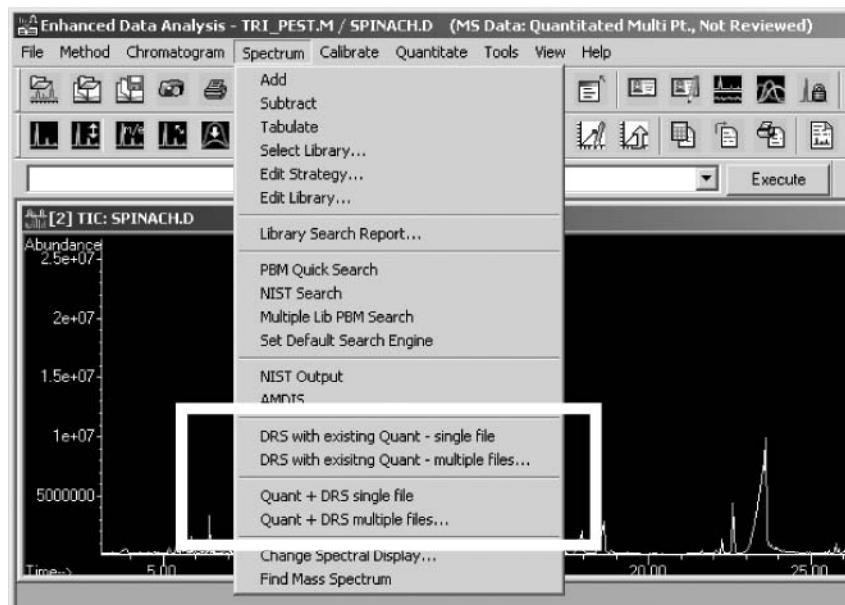 Enhanced Data Analysis - TRI_PEST.M / SPINACH.D (MS Data: Quantitated Multi Pt., Not Reviewed)
File Method Chromatogram Spectrum Calibrate Quantitate Tools View Help
Add
Subtract
Tabulate
Select Library...
Edit Strategy...
Edit Library...
Execute
[2] TIC: SPINACH.D
Library Search Report...
Abundance
2.5e+07
PBM Quick Search
NIST Search
2e+07
Multiple Lib PBM Search
Set Default Search Engine
1.5e+07
NIST Output
AMDIS
1e+07
DRS with existing Quant - single file
DRS with exisitng Quant - multiple files...
5000000
Quant + DRS single file
Quant + DRS multiple files...
Change Spectral Display...
Time--> 5.00 20.00 25.00
Find Mass Spectrum